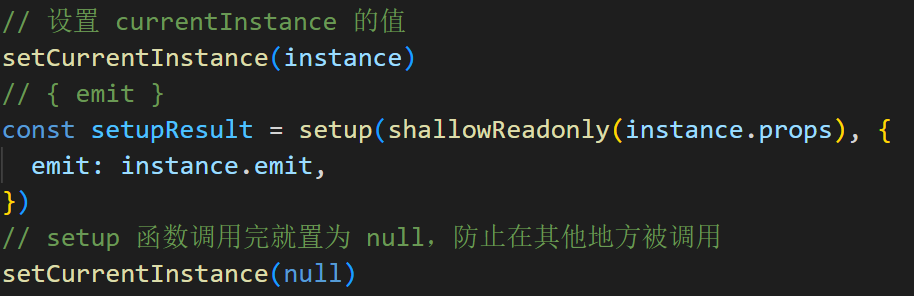 // 设置 currentInstance 的值
setCurrentInstance(instance)
// { emit }
const setupResult = setup(shallowReadonly(instance.props), {
  emit: instance.emit,
})
// setup 函数调用完就置为 null，防止在其他地方被调用
setCurrentInstance(null)